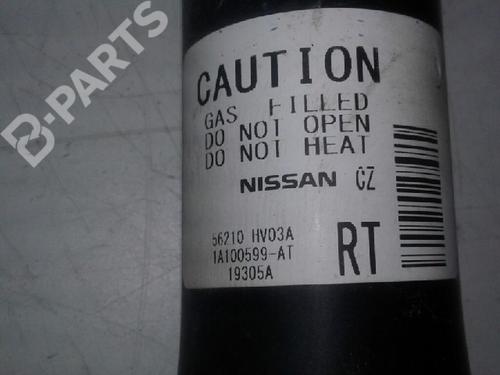 B-PARTS
CAUTION
GAS FILLED
DO NOT OPEN
DO NOT HEAT
NISSAN CZ
56210 HV03A
1A100599-AT
19305A
RT